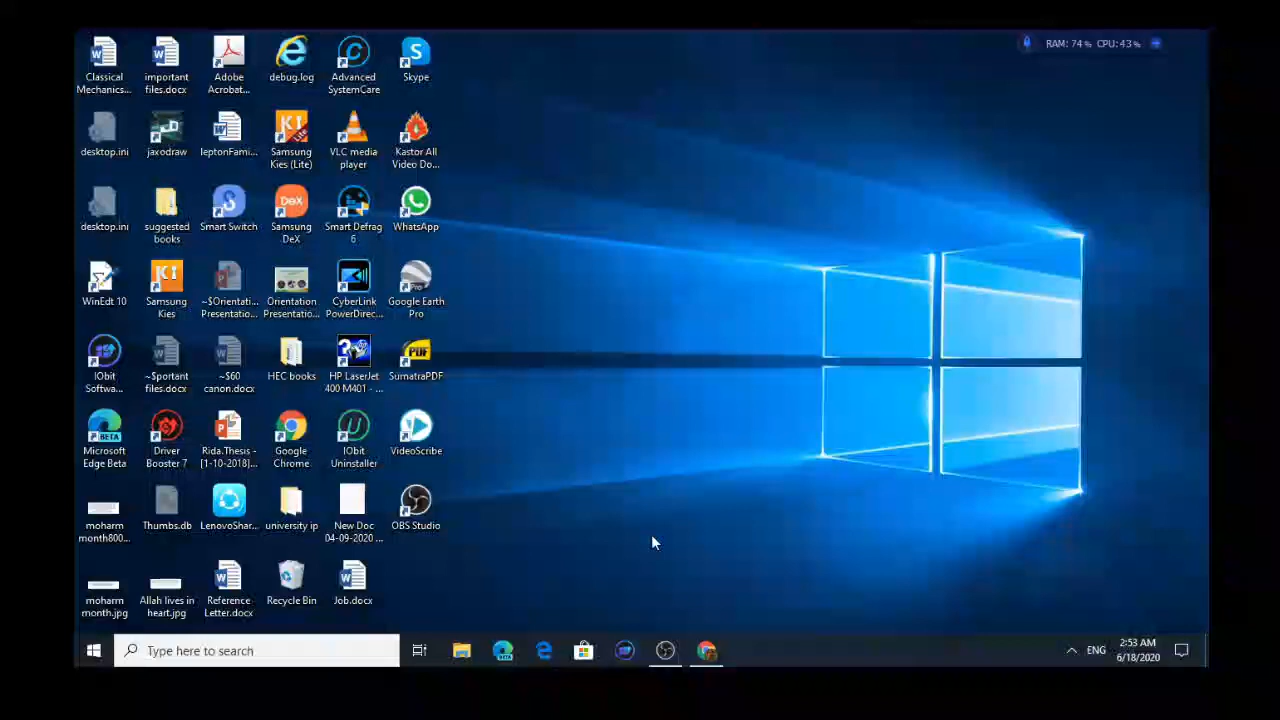 RAM: 74% CPU: 43%
Classical Mechanics...
important files.docx
Adobe Acrobat...
debug.log
Advanced SystemCare
Skype
desktop.ini
jaxodraw
leptonFami...
Samsung Kies (Lite)
VLC media player
Kastor All Video Do...
desktop.ini
suggested books
Smart Switch
Samsung DeX
Smart Defrag 6
WhatsApp
WinEdt 10
Samsung Kies
~$Orientati... Presentatio...
Orientation Presentatio...
CyberLink PowerDirec...
Google Earth Pro
IObit Softwa...
~$portant files.docx
~$60 canon.docx
HEC books
HP LaserJet 400 M401 - ...
SumatraPDF
Microsoft Edge Beta
Driver Booster 7
Rida.Thesis - [1-10-2018]...
Google Chrome
IObit Uninstaller
VideoScribe
moharm month800...
Thumbs.db
LenovoShar...
university ip
New Doc 04-09-2020 ...
OBS Studio
moharm month.jpg
Allah lives in heart.jpg
Reference Letter.docx
Recycle Bin
Job.docx
Type here to search
ENG
2:53 AM
6/18/2020